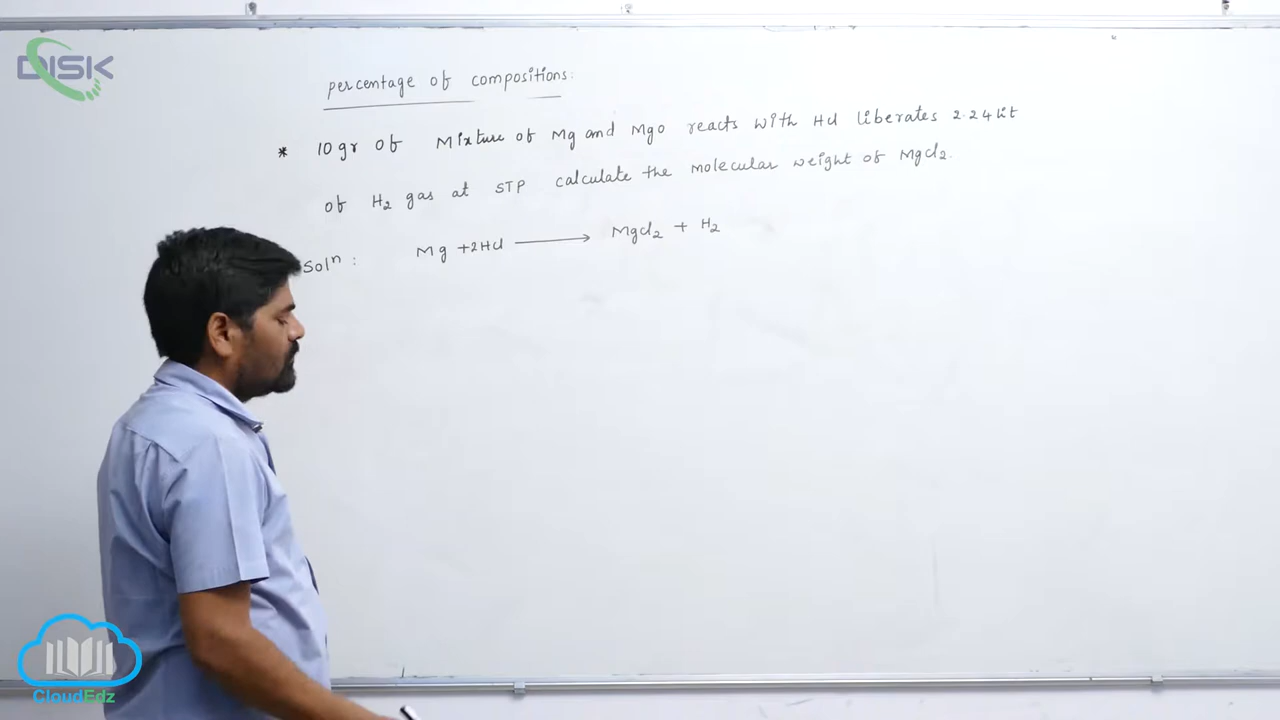 DISK
percentage of compositions:
* 10gr of Mixture of Mg and Mgo reacts with Hcl liberates 2.24 lit
of H2 gas at STP calculate the molecular weight of Mgcl2.
Solⁿ : Mg +2Hcl ⟶ Mgcl2 + H2
CloudEdz